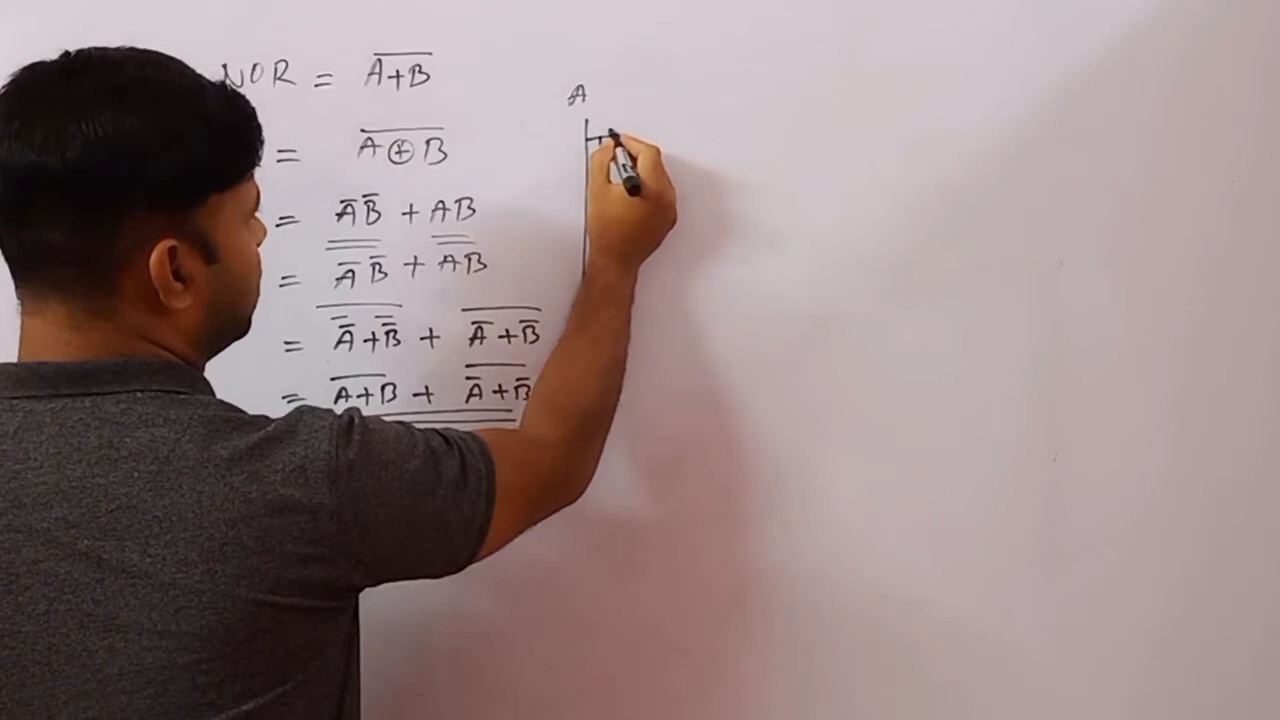 NOR = \overline{A+B}
= \overline{A⊕B}
= \overline{A}\overline{B} + AB
= \overline{\overline{\overline{A}\overline{B}}} + \overline{\overline{AB}}
= \overline{\overline{\overline{A}}+\overline{\overline{B}}} + \overline{\overline{A}+\overline{B}}
= \overline{A+B} + \overline{\overline{A}+\overline{B}}
A